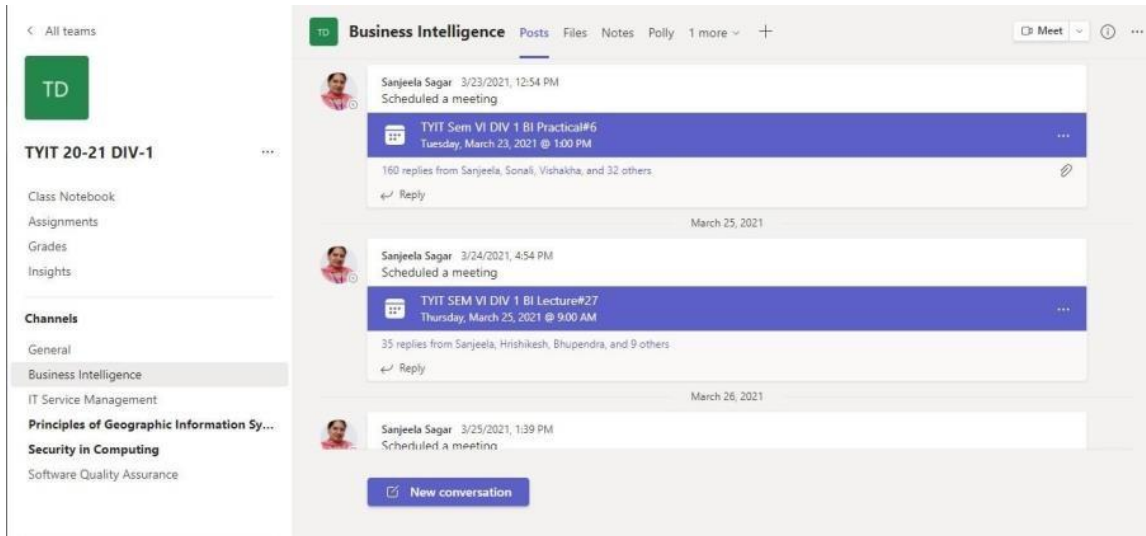 All teams
TD
TYIT 20-21 DIV-1
Class Notebook
Assignments
Grades
Insights
Channels
General
Business Intelligence
IT Service Management
Principles of Geographic Information Sy...
Security in Computing
Software Quality Assurance
TD Business Intelligence Posts Files Notes Polly 1 more Meet
Sanjeela Sagar 3/23/2021, 12:54 PM
Scheduled a meeting
TYIT Sem VI DIV 1 BI Practical#6
Tuesday, March 23, 2021 @ 1:00 PM
160 replies from Sanjeela, Sonali, Vishakha, and 32 others
Reply
March 25, 2021
Sanjeela Sagar 3/24/2021, 4:54 PM
Scheduled a meeting
TYIT SEM VI DIV 1 BI Lecture#27
Thursday, March 25, 2021 @ 9:00 AM
35 replies from Sanjeela, Hrishikesh, Bhupendra, and 9 others
Reply
March 26, 2021
Sanjeela Sagar 3/25/2021, 1:39 PM
Scheduled a meeting
New conversation